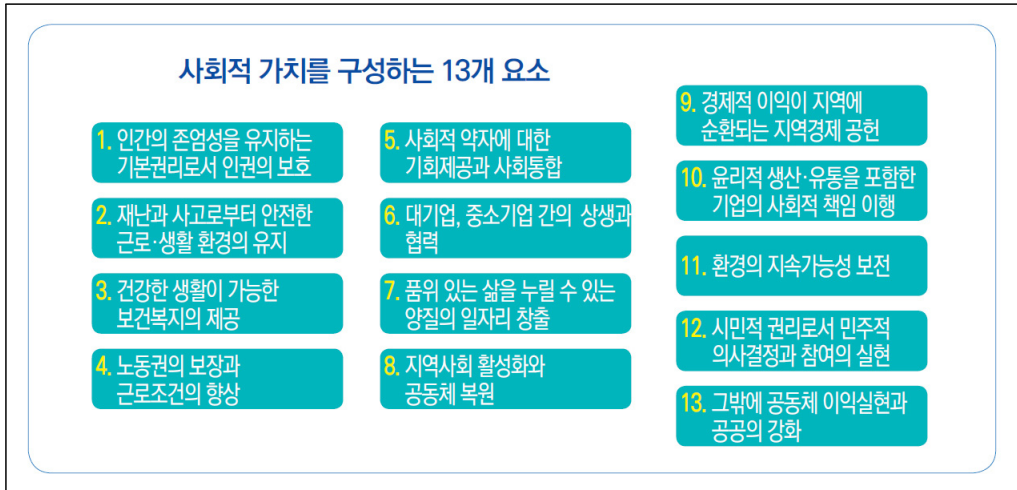 사회적 가치를 구성하는 13개 요소
1. 인간의 존엄성을 유지하는
기본권리로서 인권의 보호
2. 재난과 사고로부터 안전한
근로·생활 환경의 유지
3. 건강한 생활이 가능한
보건복지의 제공
4. 노동권의 보장과
근로조건의 향상
5. 사회적 약자에 대한
기회제공과 사회통합
6. 대기업, 중소기업 간의 상생과
협력
7. 품위 있는 삶을 누릴 수 있는
양질의 일자리 창출
8. 지역사회 활성화와
공동체 복원
9. 경제적 이익이 지역에
순환되는 지역경제 공헌
10. 윤리적 생산·유통을 포함한
기업의 사회적 책임 이행
11. 환경의 지속가능성 보전
12. 시민적 권리로서 민주적
의사결정과 참여의 실현
13. 그밖에 공동체 이익실현과
공공의 강화